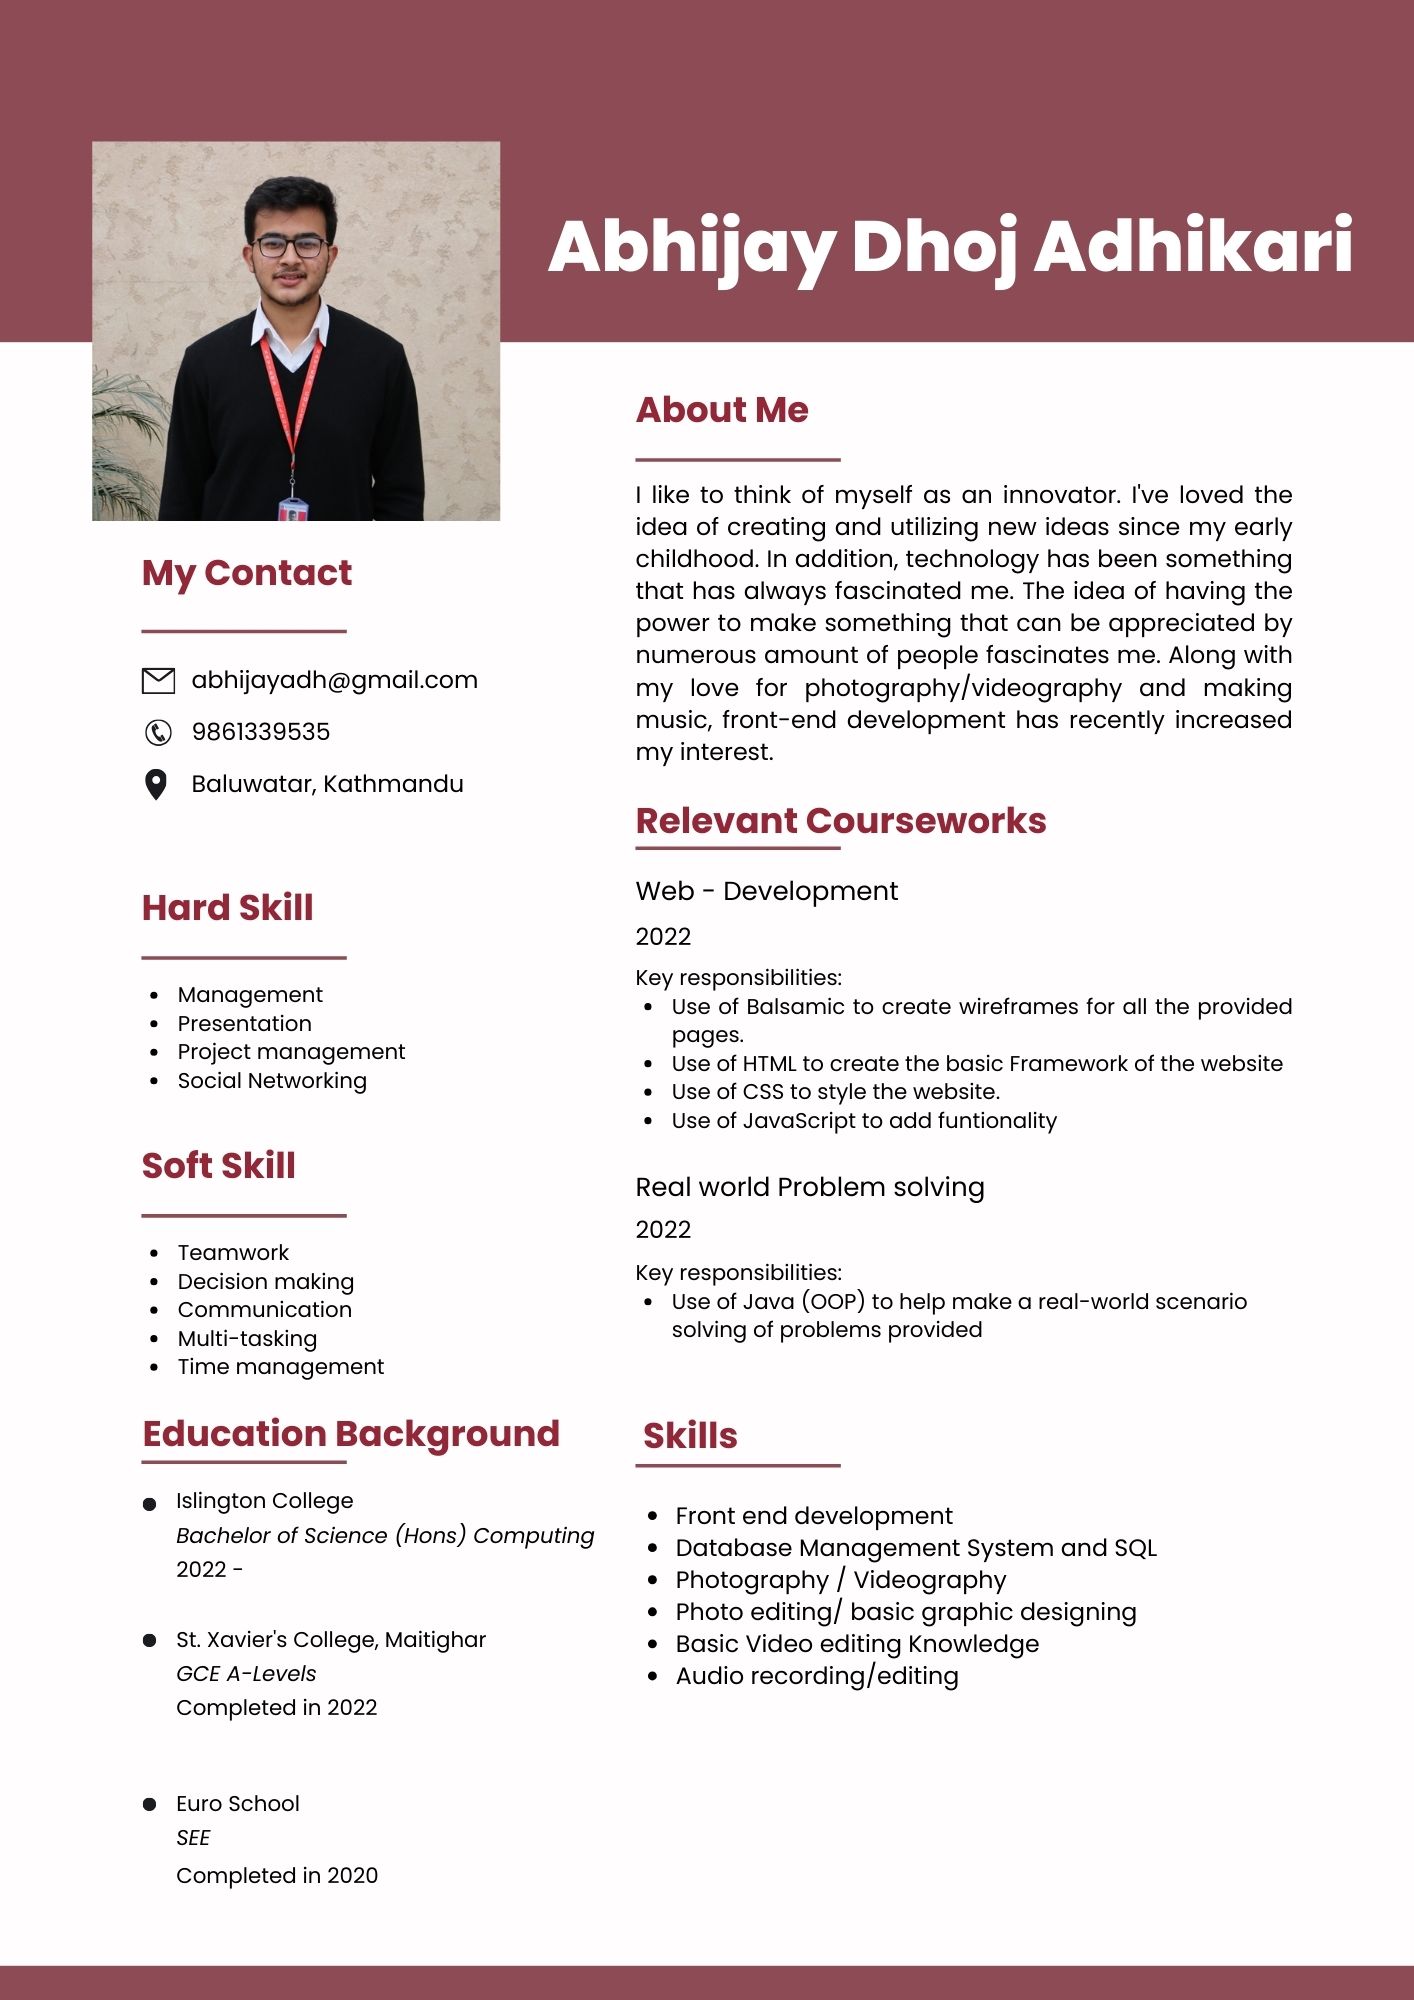 Abhijay Dhoj Adhikari
My Contact
abhijayadh@gmail.com
9861339535
Baluwatar, Kathmandu
Hard Skill
Management
Presentation
Project management
Social Networking
Soft Skill
Teamwork
Decision making
Communication
Multi-tasking
Time management
Education Background
Islington College
Bachelor of Science (Hons) Computing
2022 -
St. Xavier's College, Maitighar
GCE A-Levels
Completed in 2022
Euro School
SEE
Completed in 2020
About Me
I like to think of myself as an innovator. I've loved the
idea of creating and utilizing new ideas since my early
childhood. In addition, technology has been something
that has always fascinated me. The idea of having the
power to make something that can be appreciated by
numerous amount of people fascinates me. Along with
my love for photography/videography and making
music, front-end development has recently increased
my interest.
Relevant Courseworks
Web - Development
2022
Key responsibilities:
Use of Balsamic to create wireframes for all the provided
pages.
Use of HTML to create the basic Framework of the website
Use of CSS to style the website.
Use of JavaScript to add funtionality
Real world Problem solving
2022
Key responsibilities:
Use of Java (OOP) to help make a real-world scenario
solving of problems provided
Skills
Front end development
Database Management System and SQL
Photography / Videography
Photo editing/ basic graphic designing
Basic Video editing Knowledge
Audio recording/editing